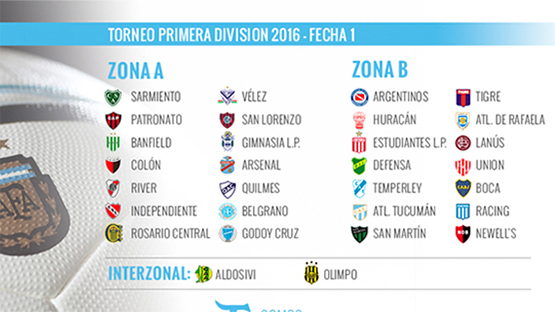 TORNEO PRIMERA DIVISION 2016 - FECHA 1
ZONA A
SARMIENTO VÉLEZ
PATRONATO SAN LORENZO
BANFIELD GIMNASIA L.P.
COLÓN ARSENAL
RIVER QUILMES
INDEPENDIENTE BELGRANO
ROSARIO CENTRAL GODOY CRUZ
ZONA B
ARGENTINOS TIGRE
HURACÁN ATL. DE RAFAELA
ESTUDIANTES L.P. LANÚS
DEFENSA UNION
TEMPERLEY BOCA
ATL. TUCUMÁN RACING
SAN MARTÍN NEWELL'S
INTERZONAL: ALDOSIVI OLIMPO
AFA